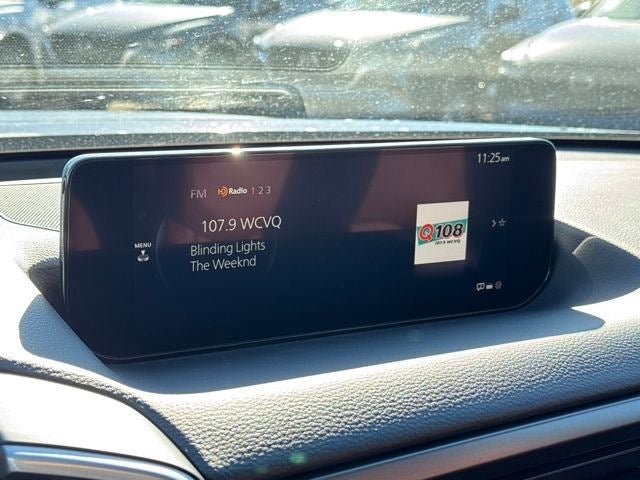 11:25am
FM HD Radio 1 2 3
107.9 WCVQ
Blinding Lights
The Weeknd
MENU
Q108
107.9 WCVQ